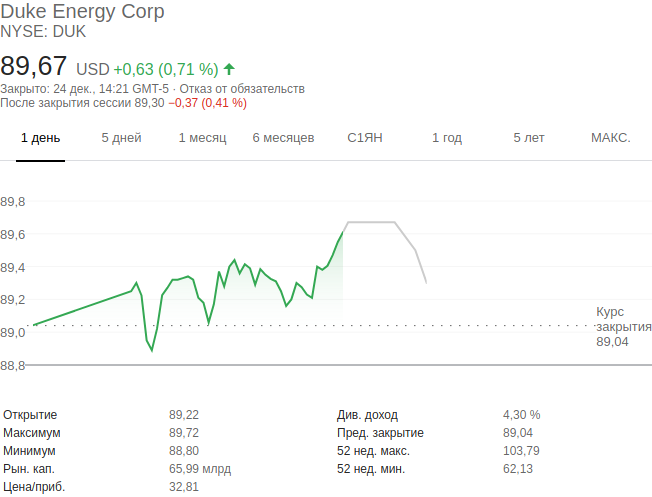 Duke Energy Corp
NYSE: DUK
89,67 USD +0,63 (0,71 %)
Закрыто: 24 дек., 14:21 GMT-5 · Отказ от обязательств
После закрытия сессии 89,30 −0,37 (0,41 %)
1 день 5 дней 1 месяц 6 месяцев С1ЯН 1 год 5 лет МАКС.
89,8
89,6
89,4
89,2
89,0
88,8
Курс
закрытия
89,04
Открытие 89,22 Див. доход 4,30 %
Максимум 89,72 Пред. закрытие 89,04
Минимум 88,80 52 нед. макс. 103,79
Рын. кап. 65,99 млрд 52 нед. мин. 62,13
Цена/приб. 32,81